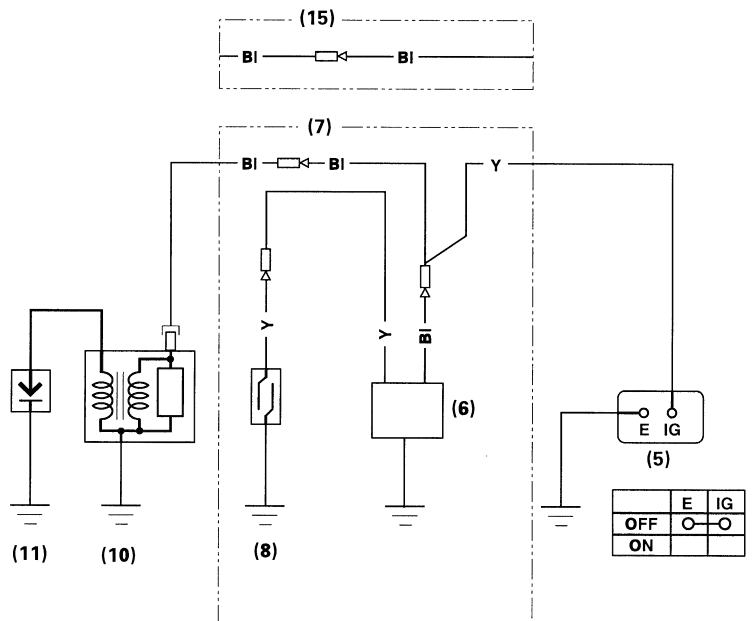 (15)
Bl Bl
(7)
Bl Bl Y
Y Y Bl
(6)
E IG
(5)
E IG
OFF
ON
(11) (10) (8)